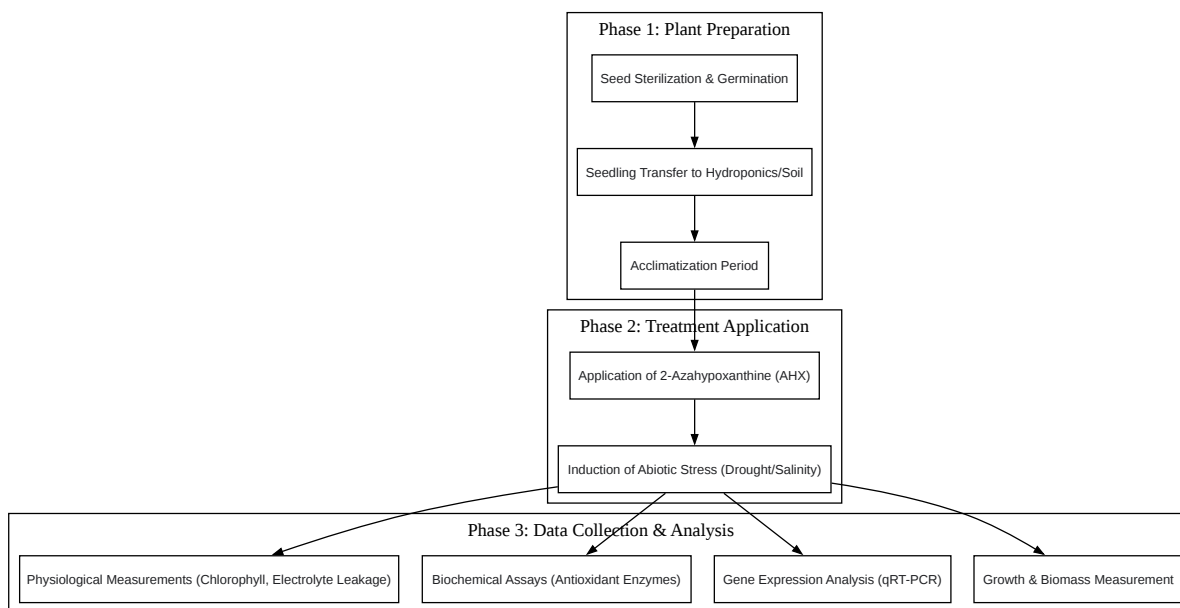 Phase 1: Plant Preparation
Seed Sterilization & Germination
Seedling Transfer to Hydroponics/Soil
Acclimatization Period
Phase 2: Treatment Application
Application of 2-Azahypoxanthine (AHX)
Induction of Abiotic Stress (Drought/Salinity)
Phase 3: Data Collection & Analysis
Physiological Measurements (Chlorophyll, Electrolyte Leakage)
Biochemical Assays (Antioxidant Enzymes)
Gene Expression Analysis (qRT-PCR)
Growth & Biomass Measurement